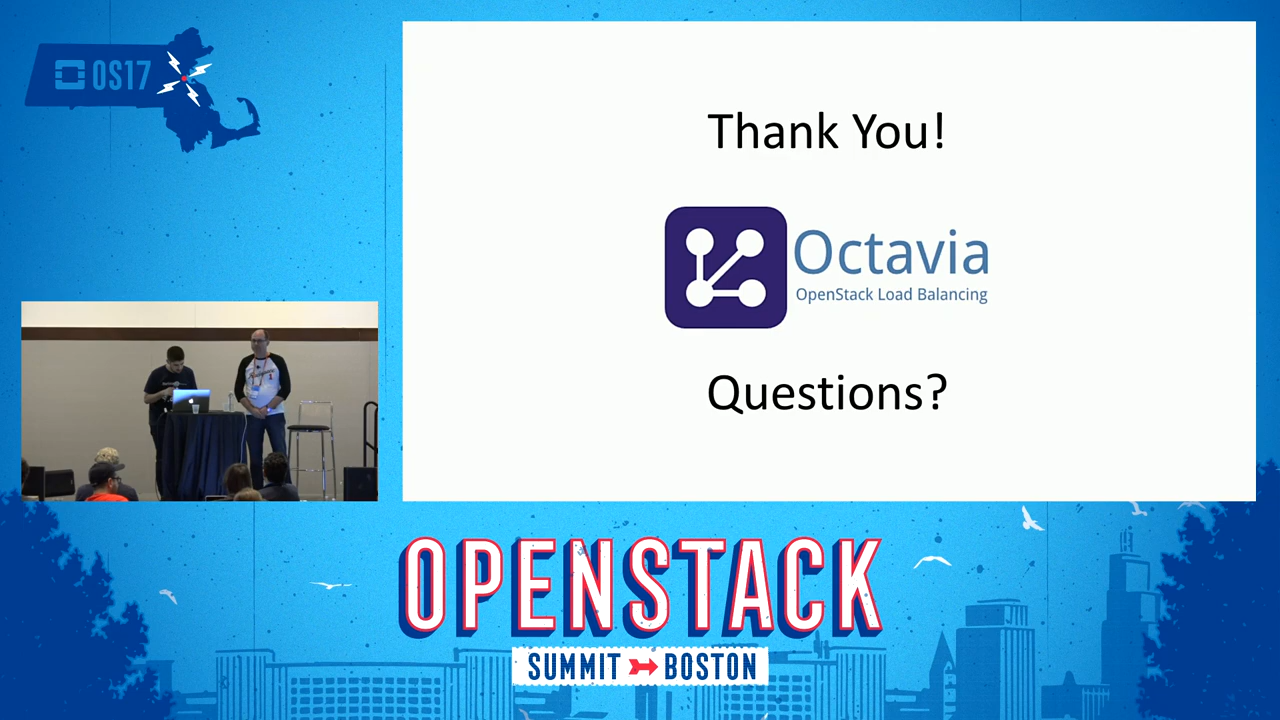 OS17
Thank You!
Octavia
OpenStack Load Balancing
Questions?
OPENSTACK
SUMMIT BOSTON